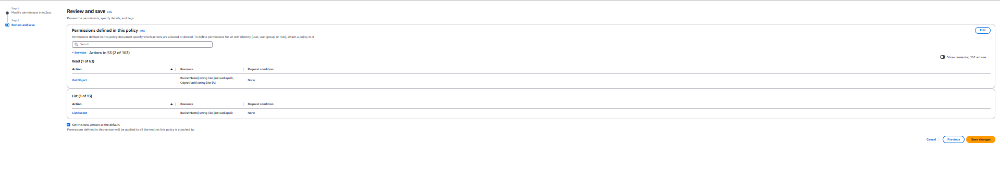 Step 1
Modify permissions in ec2acc
Step 2
Review and save
Review and save Info
Review the permissions, specify details, and tags.
Permissions defined in this policy Info
Edit
Permissions defined in this policy document specify which actions are allowed or denied. To define permissions for an IAM identity (user, user group, or role), attach a policy to it
Search
< Services Actions in S3 (2 of 163)
Show remaining 161 actions
Read (1 of 63)
Action Resource Request condition
GetObject BucketName| string like |anilvadlapalli, ObjectPath| string like |All None
List (1 of 13)
Action Resource Request condition
ListBucket BucketName| string like |anilvadlapalli None
Set this new version as the default.
Permissions defined in this version will be applied to all the entities this policy is attached to.
Cancel Previous Save changes